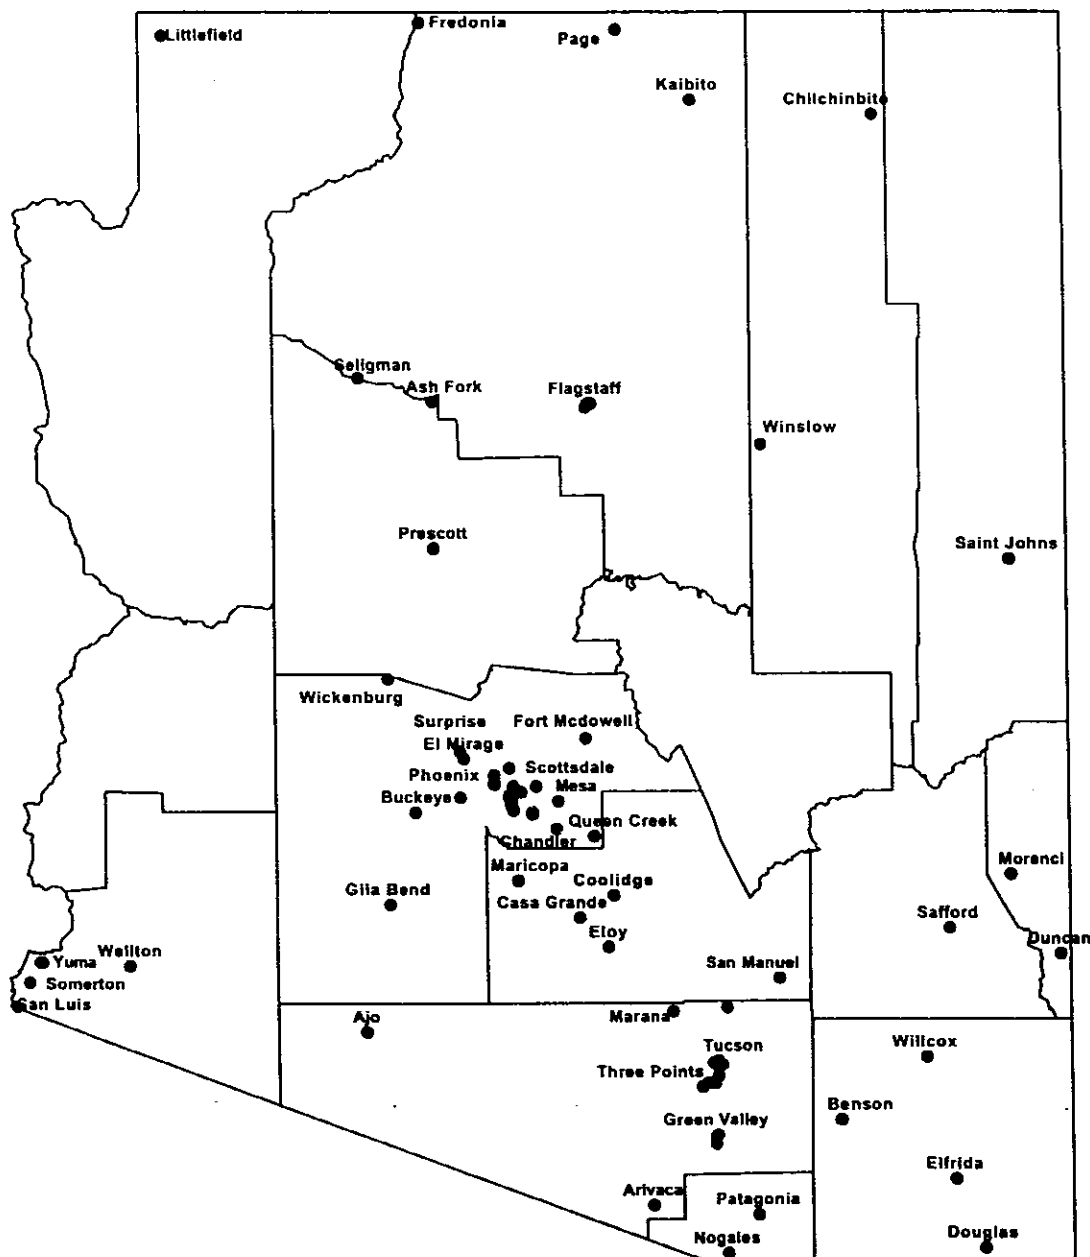 Fredonia
Littlefield
Page
Kaibito
Chilchinbito
Seligman
Ash Fork
Flagstaff
Winslow
Prescott
Saint Johns
Wickenburg
Surprise
Fort Mcdowell
El Mirage
Phoenix
Scottsdale
Mesa
Buckeye
Queen Creek
Chandler
Maricopa
Morenci
Coolidge
Gila Bend
Casa Grande
Safford
Eloy
Duncan
Wellton
Yuma
San Manuel
Somerton
San Luis
Ajo
Marana
Tucson
Willcox
Three Points
Benson
Green Valley
Elfrida
Arivaca
Patagonia
Douglas
Nogales